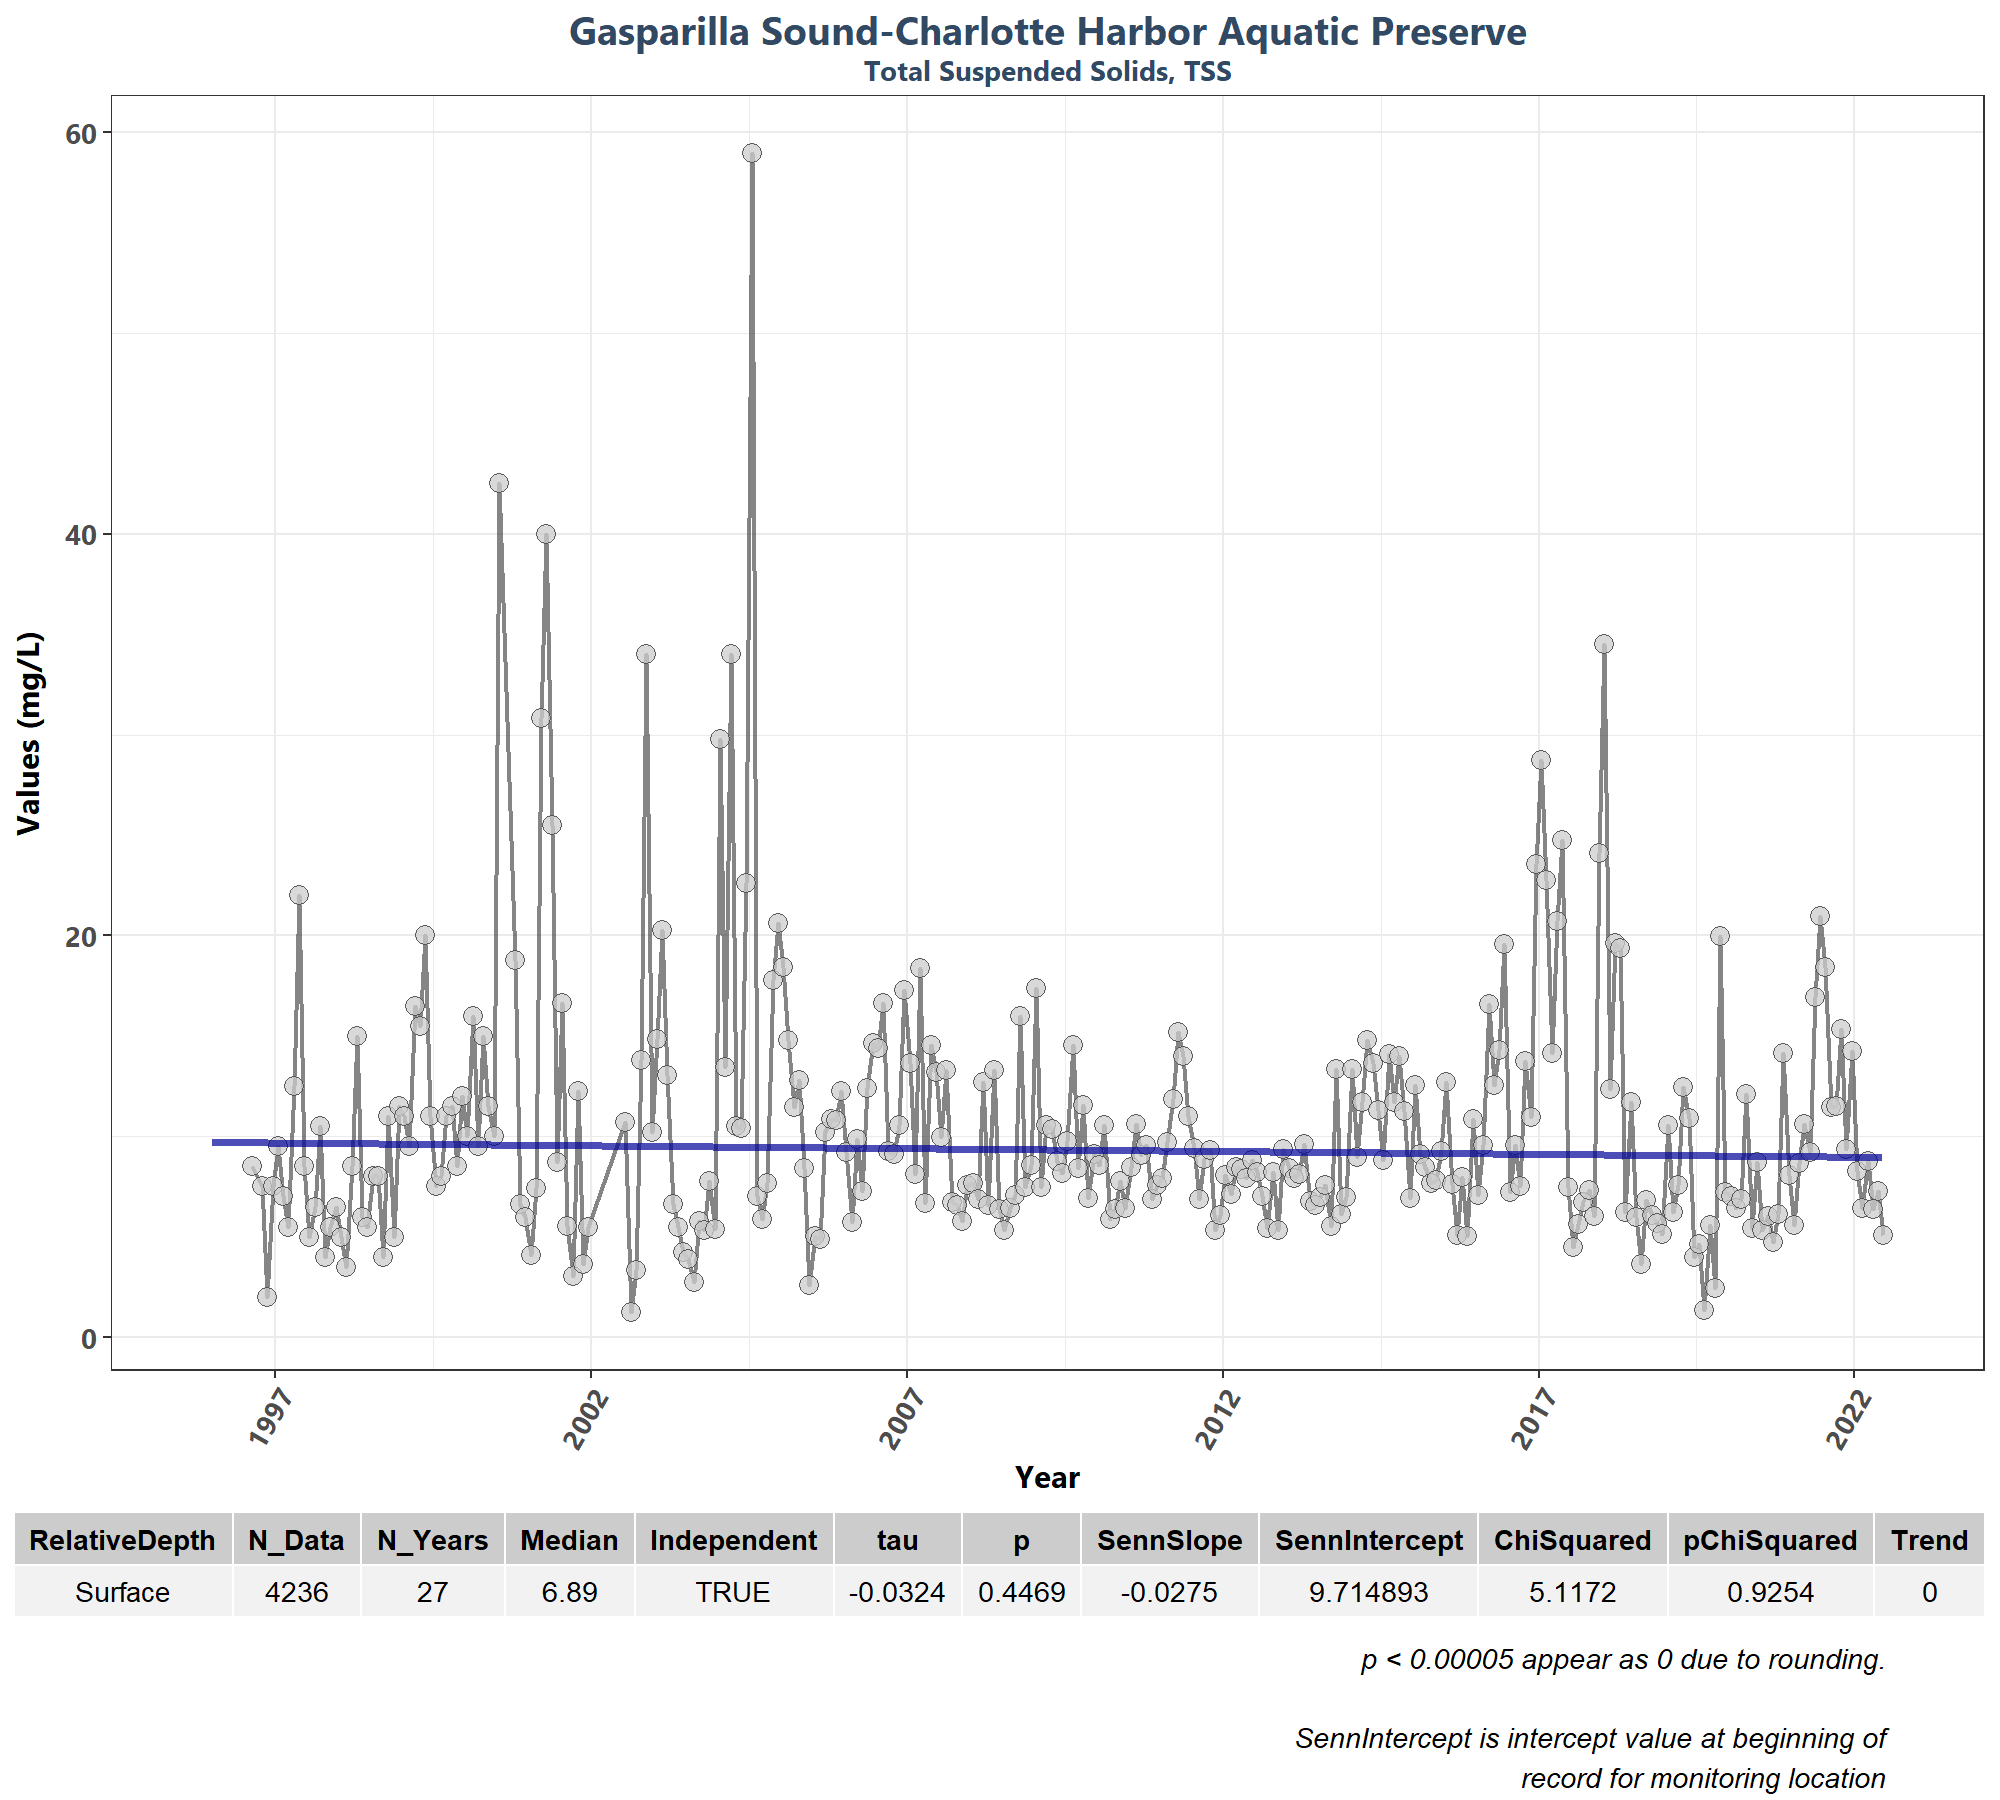 Gasparilla Sound-Charlotte Harbor Aquatic Preserve
Total Suspended Solids, TSS
60
40
20
0
Values (mg/L)
1997
2002
2007
2012
2017
2022
Year
RelativeDepth N_Data N_Years Median Independent tau p SennSlope SennIntercept ChiSquared pChiSquared Trend
Surface 4236 27 6.89 TRUE -0.0324 0.4469 -0.0275 9.714893 5.1172 0.9254 0
p < 0.00005 appear as 0 due to rounding.
SennIntercept is intercept value at beginning of
record for monitoring location